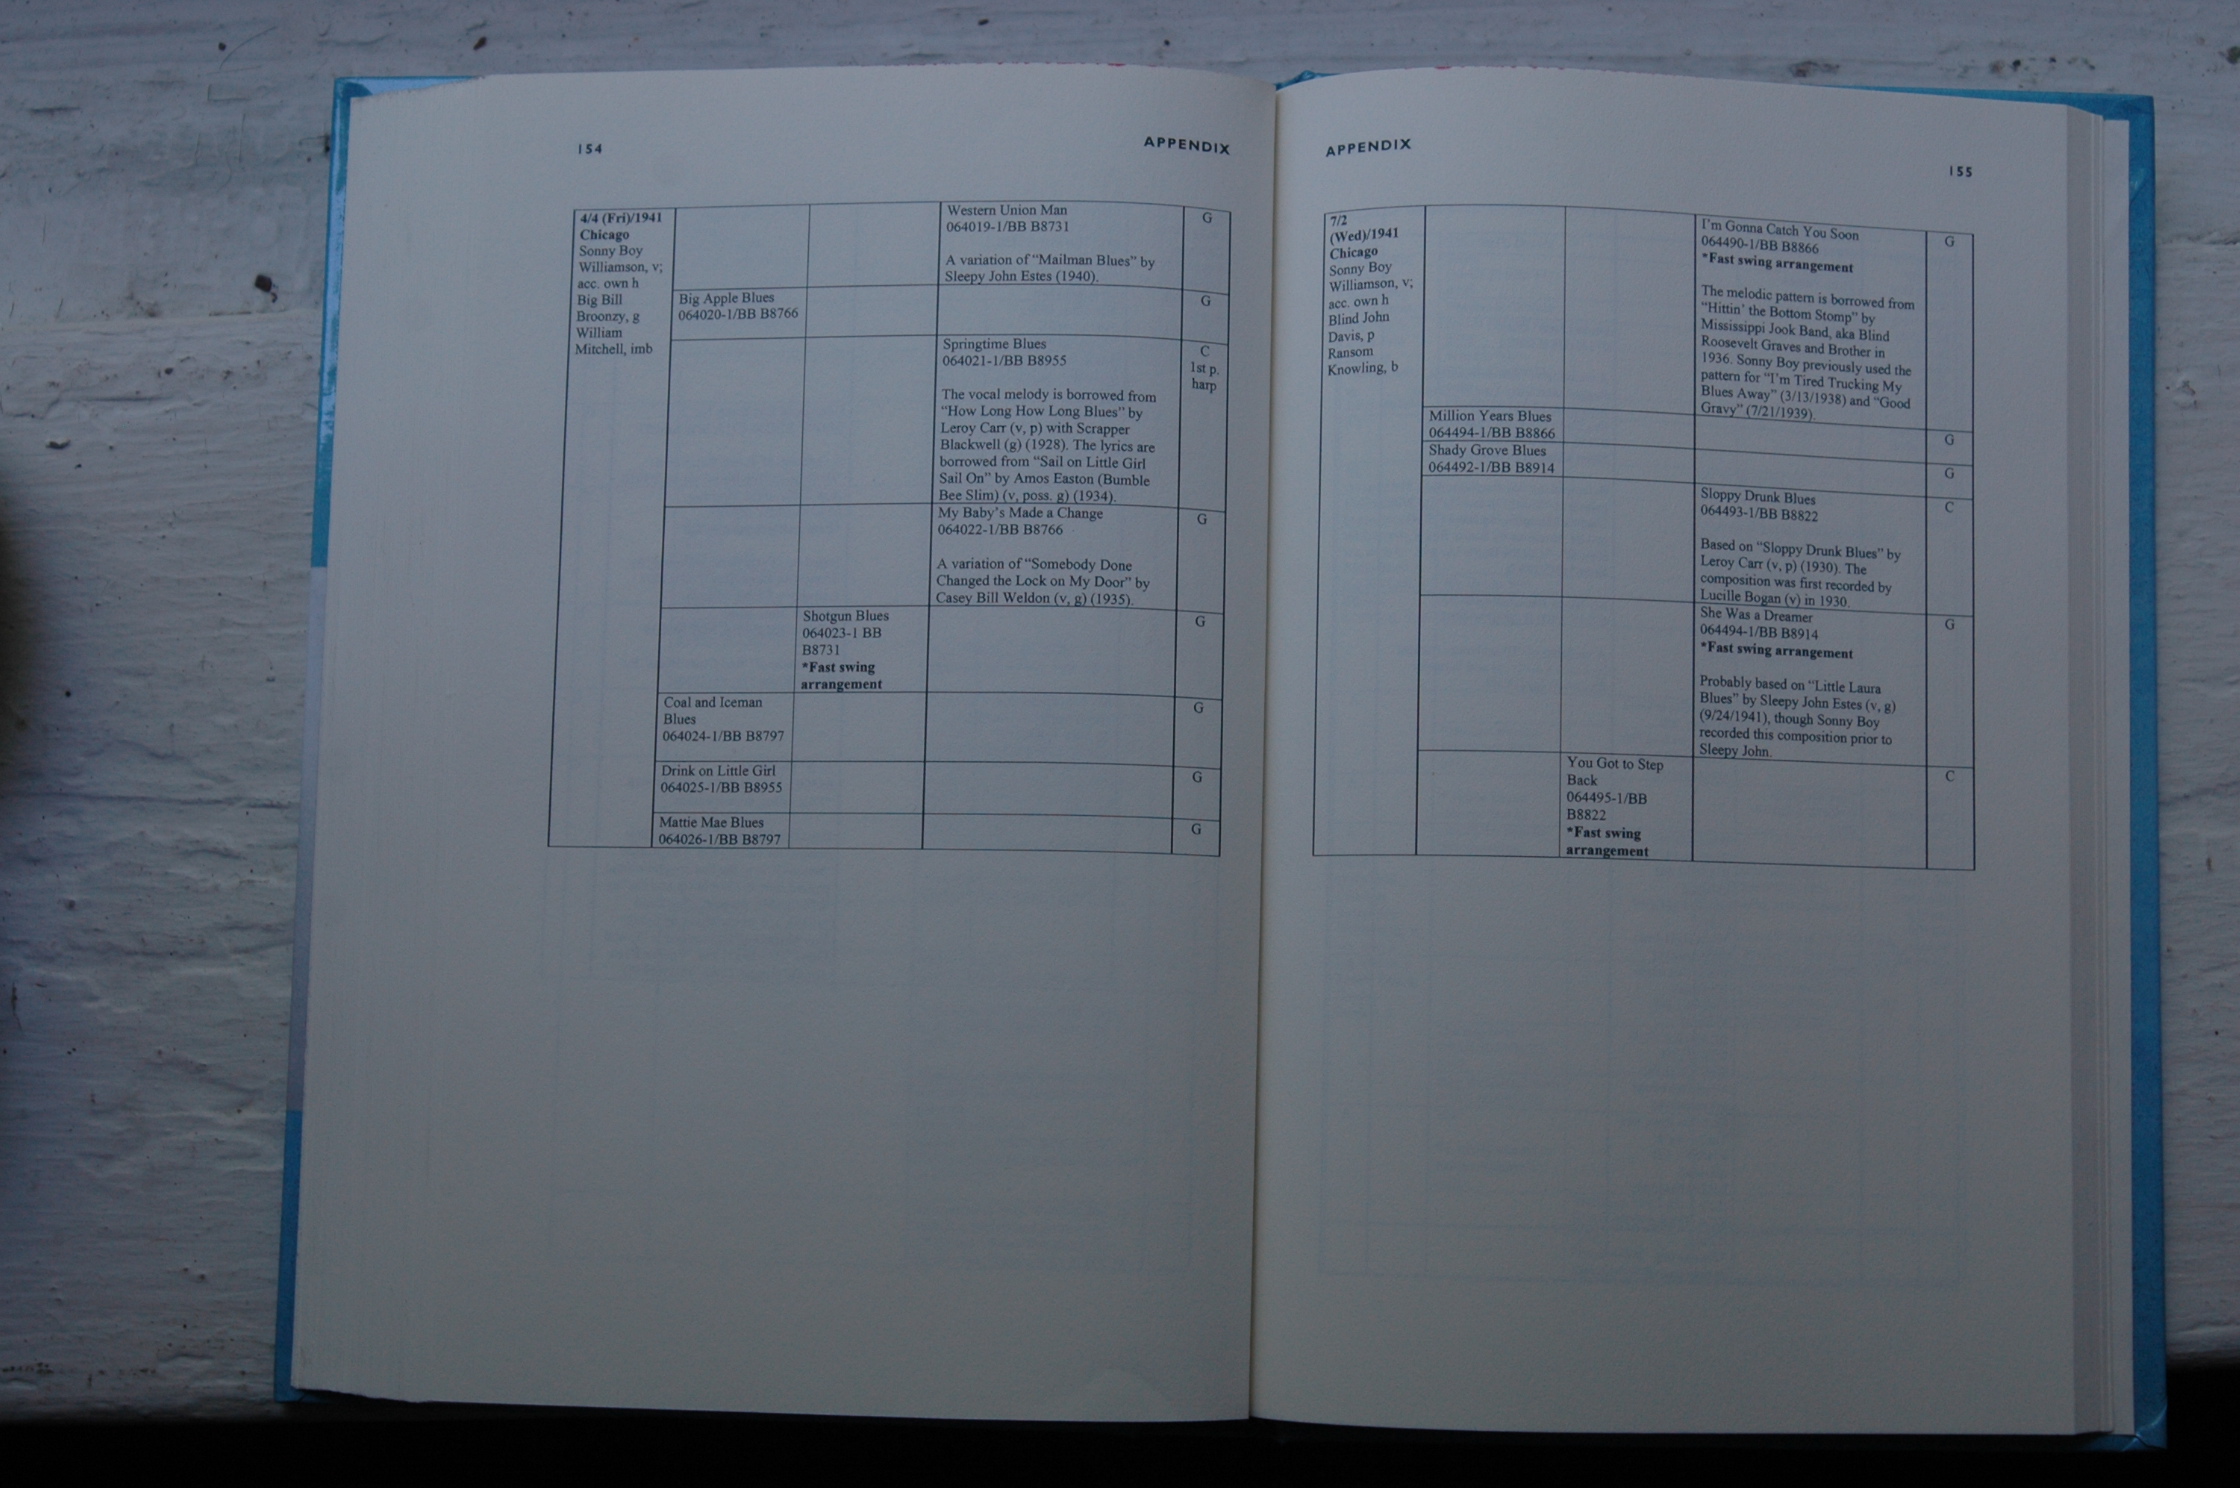 154
APPENDIX
4/4 (Fri)/1941
Chicago
Sonny Boy
Williamson, v;
acc. own h
Big Bill
Broonzy, g
William
Mitchell, imb
Western Union Man
064019-1/BB B8731
A variation of "Mailman Blues" by
Sleepy John Estes (1940).
G
Big Apple Blues
064020-1/BB B8766
G
Springtime Blues
064021-1/BB B8955
The vocal melody is borrowed from
"How Long How Long Blues" by
Leroy Carr (v, p) with Scrapper
Blackwell (g) (1928). The lyrics are
borrowed from "Sail on Little Girl
Sail On" by Amos Easton (Bumble
Bee Slim) (v, poss. g) (1934).
C
1st p.
harp
My Baby's Made a Change
064022-1/BB B8766
A variation of "Somebody Done
Changed the Lock on My Door" by
Casey Bill Weldon (v, g) (1935).
G
Shotgun Blues
064023-1 BB
B8731
*Fast swing
arrangement
G
Coal and Iceman
Blues
064024-1/BB B8797
G
Drink on Little Girl
064025-1/BB B8955
G
Mattie Mae Blues
064026-1/BB B8797
G
APPENDIX
155
7/2
(Wed)/1941
Chicago
Sonny Boy
Williamson, v;
acc. own h
Blind John
Davis, p
Ransom
Knowling, b
I'm Gonna Catch You Soon
064490-1/BB B8866
*Fast swing arrangement
The melodic pattern is borrowed from
"Hittin' the Bottom Stomp" by
Mississippi Jook Band, aka Blind
Roosevelt Graves and Brother in
1936. Sonny Boy previously used the
pattern for "I'm Tired Trucking My
Blues Away" (3/13/1938) and "Good
Gravy" (7/21/1939).
G
Million Years Blues
064494-1/BB B8866
G
Shady Grove Blues
064492-1/BB B8914
G
Sloppy Drunk Blues
064493-1/BB B8822
Based on "Sloppy Drunk Blues" by
Leroy Carr (v, p) (1930). The
composition was first recorded by
Lucille Bogan (v) in 1930.
C
She Was a Dreamer
064494-1/BB B8914
*Fast swing arrangement
Probably based on "Little Laura
Blues" by Sleepy John Estes (v, g)
(9/24/1941), though Sonny Boy
recorded this composition prior to
Sleepy John.
G
You Got to Step
Back
064495-1/BB
B8822
*Fast swing
arrangement
C